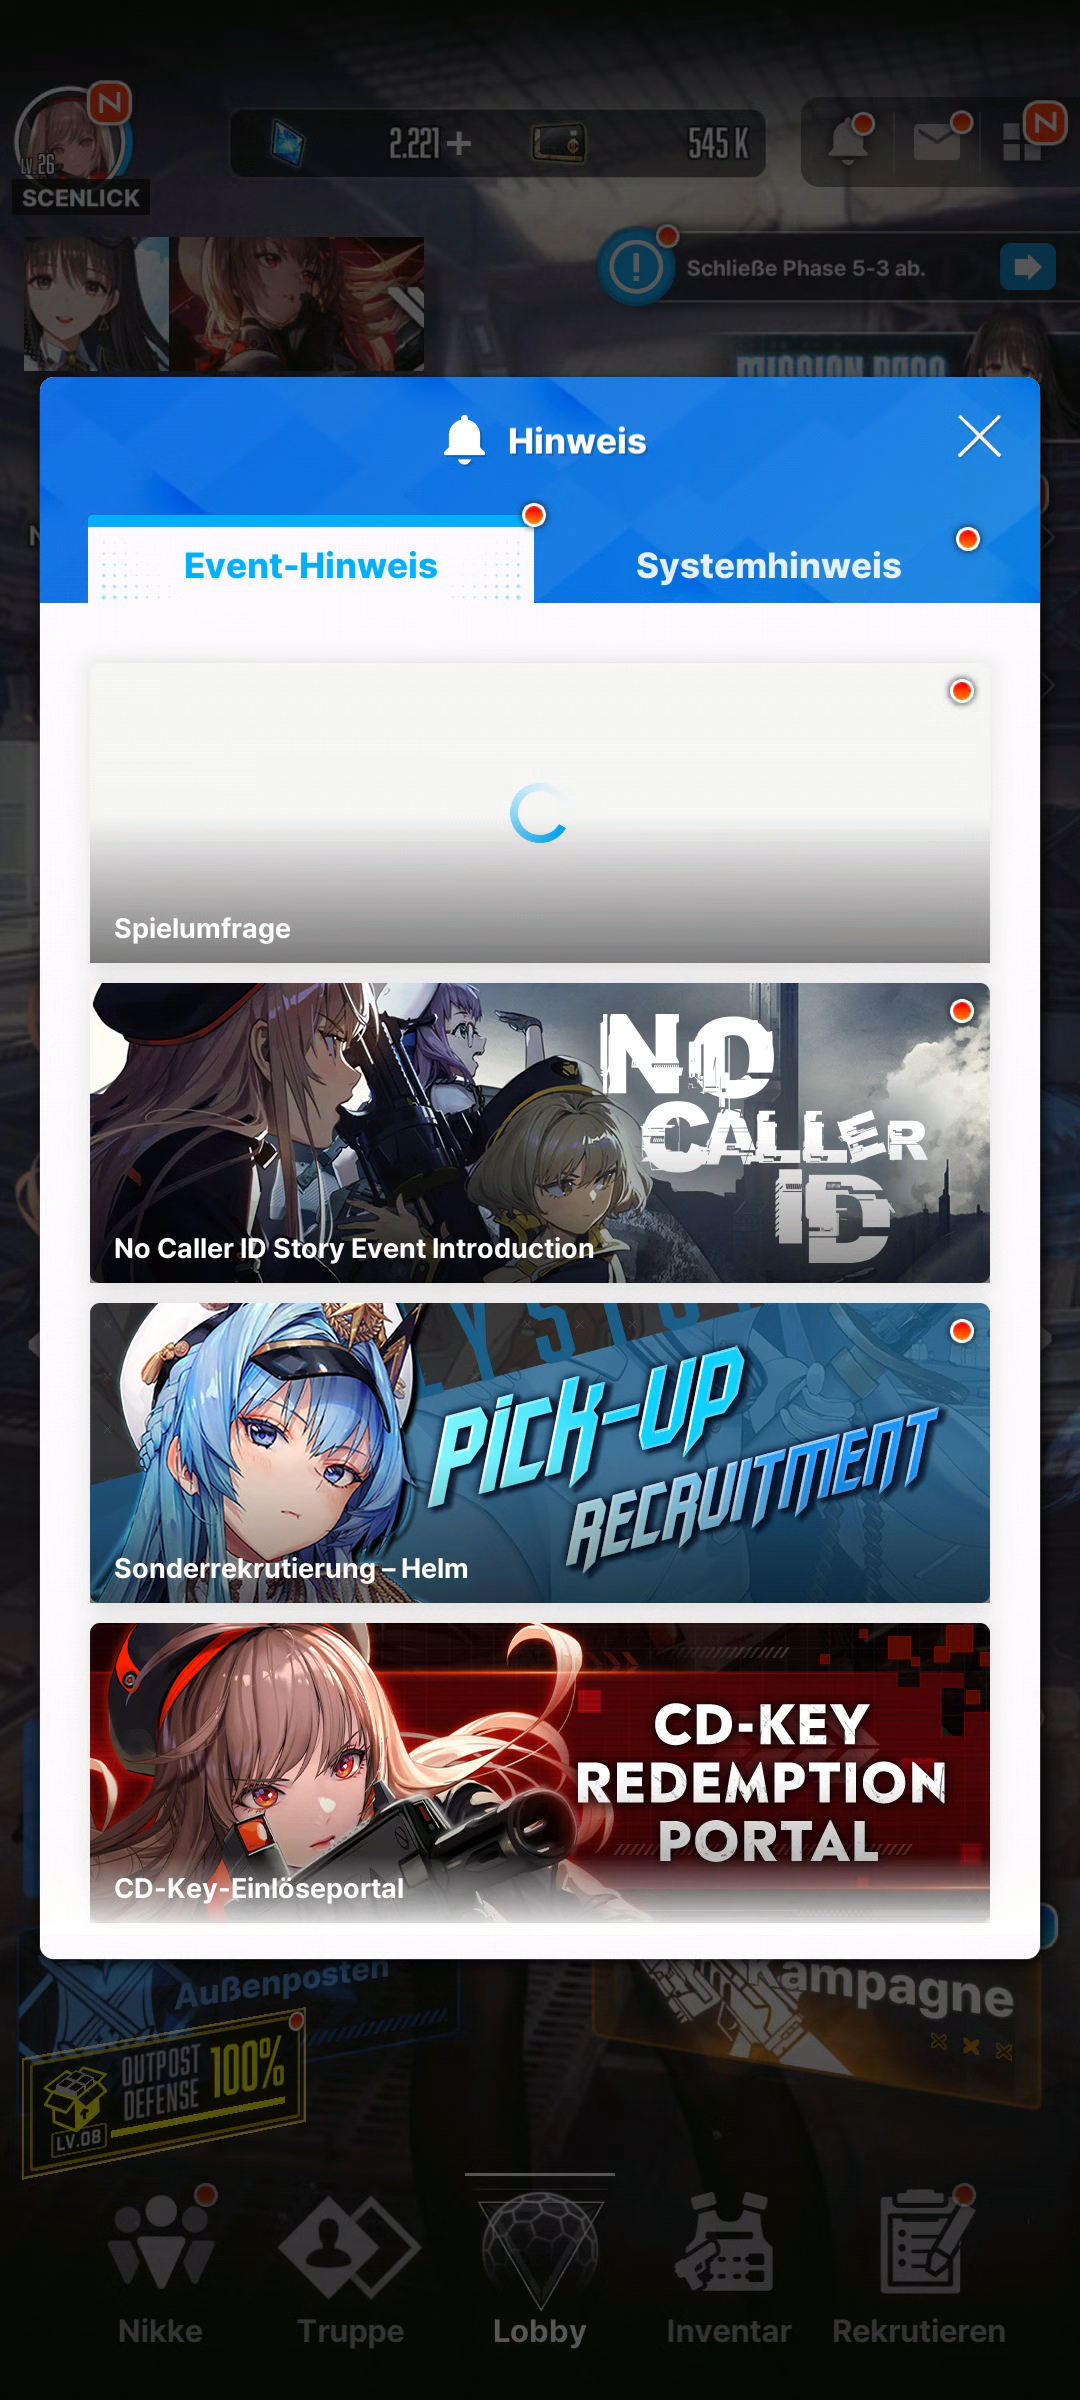 N
N
LV.26
2.221
545 K
SCENLICK
Schließe Phase 5-3 ab.
MISSION PASS
Hinweis
Event-Hinweis
Systemhinweis
Spielumfrage
NO
CALLER
ID
No Caller ID Story Event Introduction
PICK-UP
RECRUITMENT
Sonderrekrutierung – Helm
CD-KEY
REDEMPTION
PORTAL
CD-Key-Einlöseportal
Außenposten
Kampagne
OUTPOST
DEFENSE
100%
LV.08
Nikke
Truppe
Lobby
Inventar
Rekrutieren